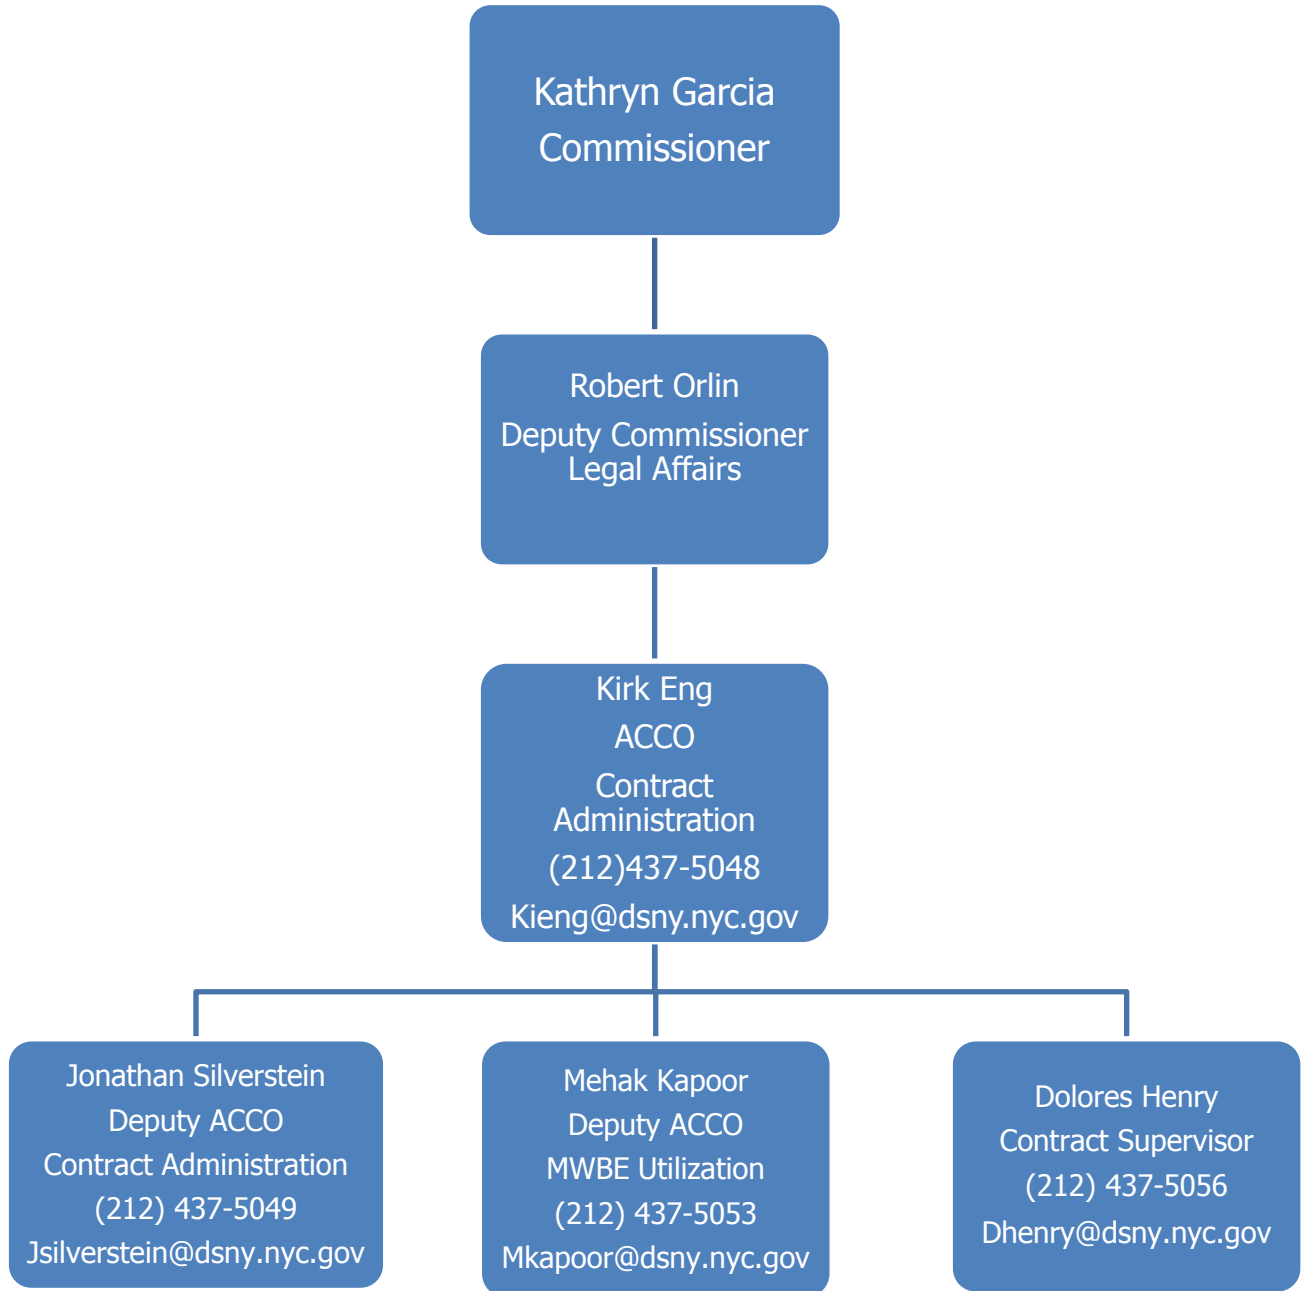 Kathryn Garcia
Commissioner
Robert Orlin
Deputy Commissioner
Legal Affairs
Kirk Eng
ACCO
Contract
Administration
(212)437-5048
Kieng@dsny.nyc.gov
Jonathan Silverstein
Deputy ACCO
Contract Administration
(212) 437-5049
Jsilverstein@dsny.nyc.gov
Mehak Kapoor
Deputy ACCO
MWBE Utilization
(212) 437-5053
Mkapoor@dsny.nyc.gov
Dolores Henry
Contract Supervisor
(212) 437-5056
Dhenry@dsny.nyc.gov